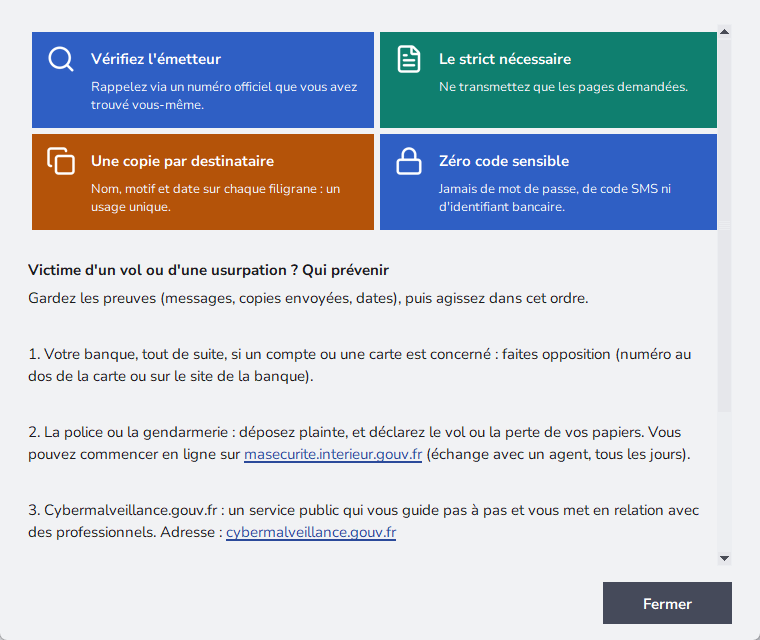 Vérifiez l'émetteur
Rappelez via un numéro officiel que vous avez
trouvé vous-même.
Le strict nécessaire
Ne transmettez que les pages demandées.
Une copie par destinataire
Nom, motif et date sur chaque filigrane : un
usage unique.
Zéro code sensible
Jamais de mot de passe, de code SMS ni
d'identifiant bancaire.
Victime d'un vol ou d'une usurpation ? Qui prévenir
Gardez les preuves (messages, copies envoyées, dates), puis agissez dans cet ordre.
1. Votre banque, tout de suite, si un compte ou une carte est concerné : faites opposition (numéro au
dos de la carte ou sur le site de la banque).
2. La police ou la gendarmerie : déposez plainte, et déclarez le vol ou la perte de vos papiers. Vous
pouvez commencer en ligne sur masecurite.interieur.gouv.fr (échange avec un agent, tous les jours).
3. Cybermalveillance.gouv.fr : un service public qui vous guide pas à pas et vous met en relation avec
des professionnels. Adresse : cybermalveillance.gouv.fr
Fermer